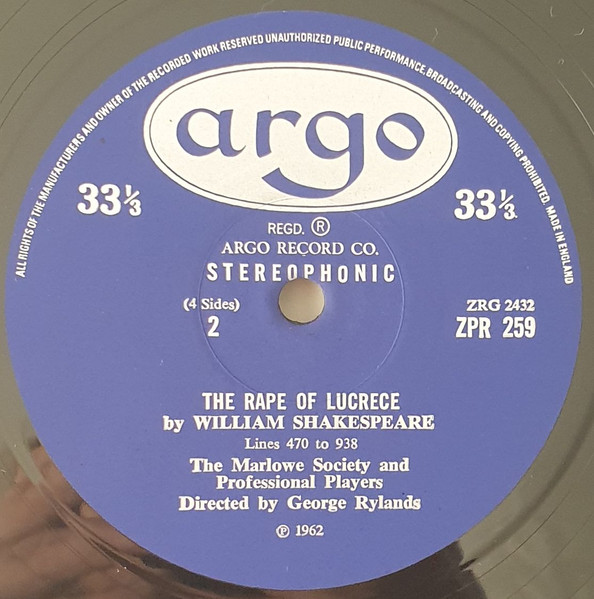 ALL RIGHTS OF THE MANUFACTURERS AND OWNER OF THE RECORDED WORK RESERVED UNAUTHORIZED PUBLIC PERFORMANCE, BROADCASTING AND COPYING PROHIBITED. MADE IN ENGLAND
argo
33⅓ 33⅓
REGD. ®
ARGO RECORD CO.
STEREOPHONIC
(4 Sides) ZRG 2432
2 ZPR 259
THE RAPE OF LUCRECE
by WILLIAM SHAKESPEARE
Lines 470 to 938
The Marlowe Society and
Professional Players
Directed by George Rylands
℗ 1962